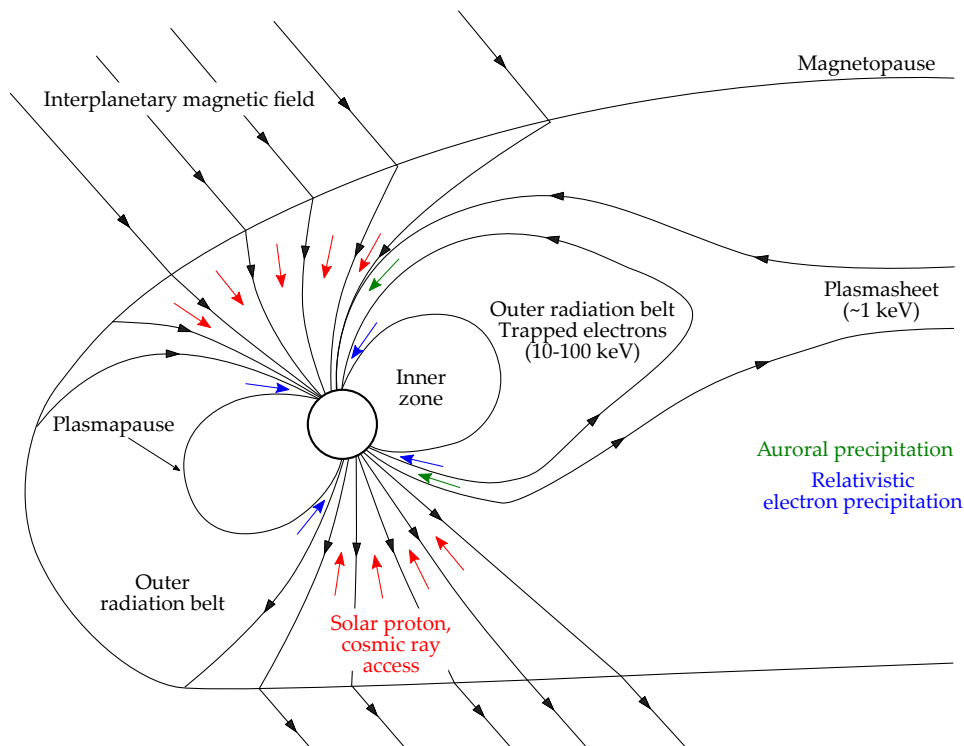 Magnetopause
Interplanetary magnetic field
Plasmasheet
(~1 keV)
Outer radiation belt
Trapped electrons
(10-100 keV)
Inner
zone
Plasmapause
Auroral precipitation
Relativistic
electron precipitation
Outer
radiation belt
Solar proton,
cosmic ray
access